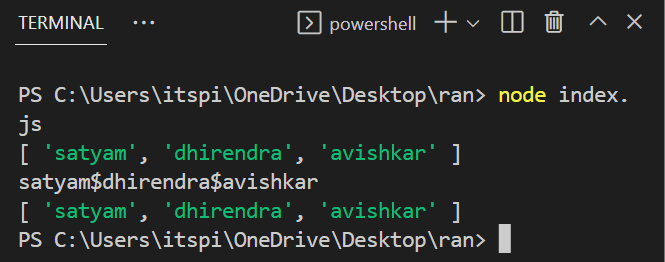 TERMINAL ... powershell
PS C:\Users\itspi\OneDrive\Desktop\ran> node index.
js
[ 'satyam', 'dhirendra', 'avishkar' ]
satyam$dhirendra$avishkar
[ 'satyam', 'dhirendra', 'avishkar' ]
PS C:\Users\itspi\OneDrive\Desktop\ran>